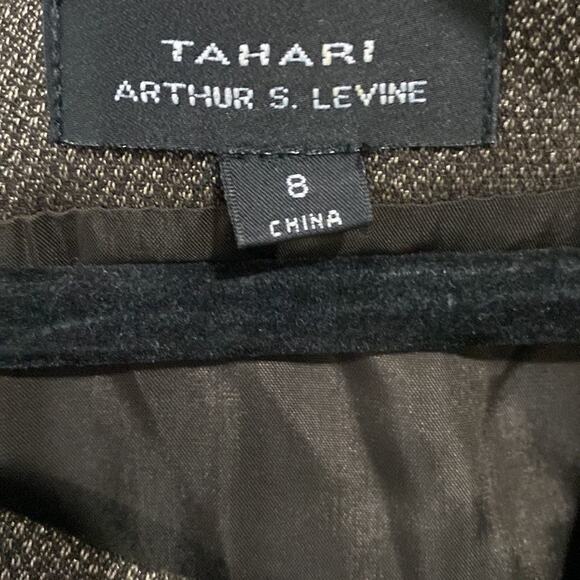 TAHARI
ARTHUR S. LEVINE
8
CHINA